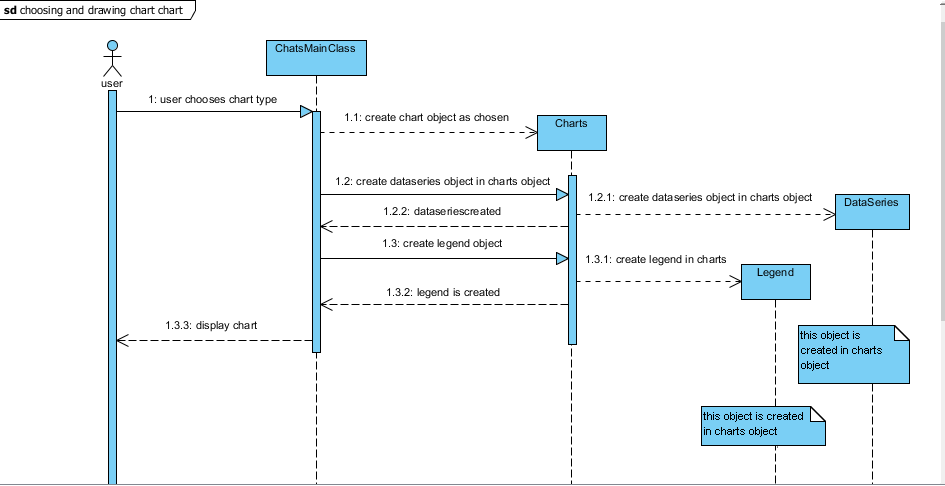 sd choosing and drawing chart chart
ChatsMainClass
user
1: user chooses chart type
1.1: create chart object as chosen
Charts
1.2: create dataseries object in charts object
1.2.1: create dataseries object in charts object
DataSeries
1.2.2: dataseriescreated
1.3: create legend object
1.3.1: create legend in charts
Legend
1.3.2: legend is created
1.3.3: display chart
this object is
created in charts
object
this object is created
in charts object